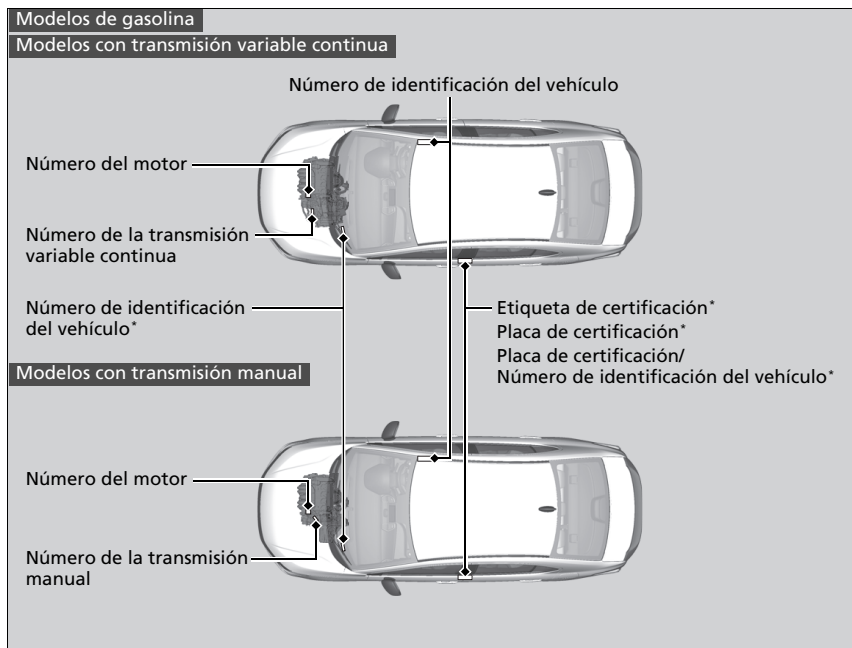 Modelos de gasolina
Modelos con transmisión variable continua
Número de identificación del vehículo
Número del motor
Número de la transmisión
variable continua
Número de identificación
del vehículo*
Etiqueta de certificación*
Placa de certificación*
Placa de certificación/
Número de identificación del vehículo*
Modelos con transmisión manual
Número del motor
Número de la transmisión
manual